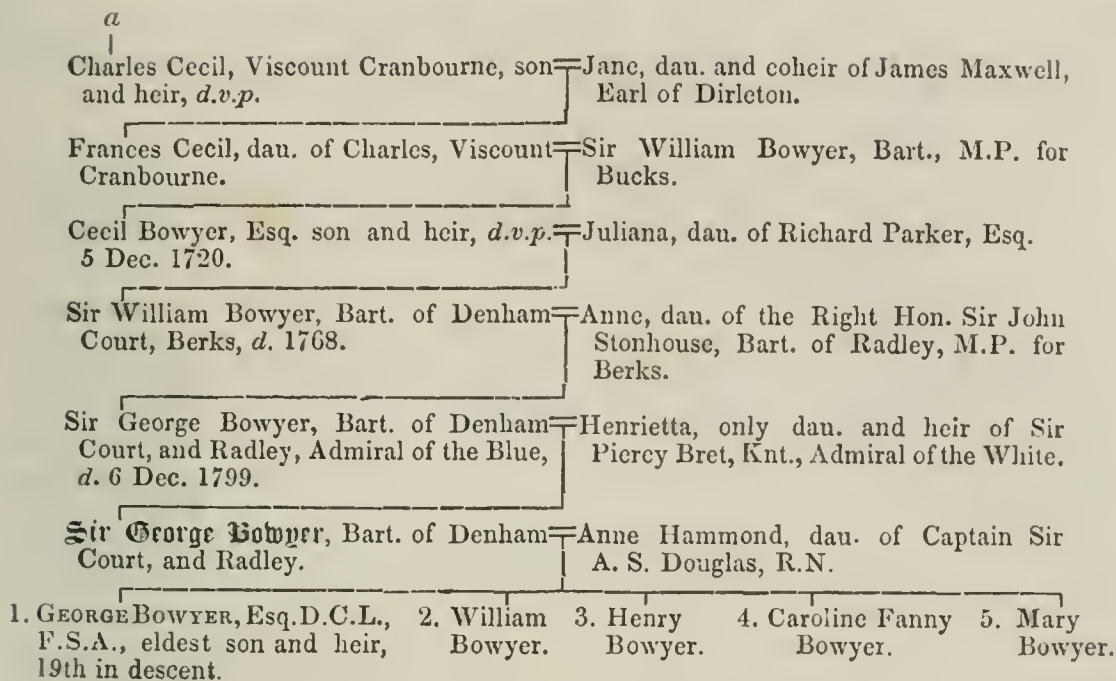 a
Charles Cecil, Viscount Cranbourne, son and heir, d.v.p.
Jane, dau. and coheir of James Maxwell, Earl of Dirleton.
Frances Cecil, dau. of Charles, Viscount Cranbourne.
Sir William Bowyer, Bart., M.P. for Bucks.
Cecil Bowyer, Esq. son and heir, d.v.p. 5 Dec. 1720.
Juliana, dau. of Richard Parker, Esq.
Sir William Bowyer, Bart. of Denham Court, Berks, d. 1768.
Anne, dau. of the Right Hon. Sir John Stonhouse, Bart. of Radley, M.P. for Berks.
Sir George Bowyer, Bart. of Denham Court, and Radley, Admiral of the Blue, d. 6 Dec. 1799.
Henrietta, only dau. and heir of Sir Piercy Bret, Knt., Admiral of the White.
Sir George Bowyer, Bart. of Denham Court, and Radley.
Anne Hammond, dau. of Captain Sir A. S. Douglas, R.N.
1. GEORGE BOWYER, Esq. D.C.L., F.S.A., eldest son and heir, 19th in descent.
2. William Bowyer.
3. Henry Bowyer.
4. Caroline Fanny Bowyer.
5. Mary Bowyer.